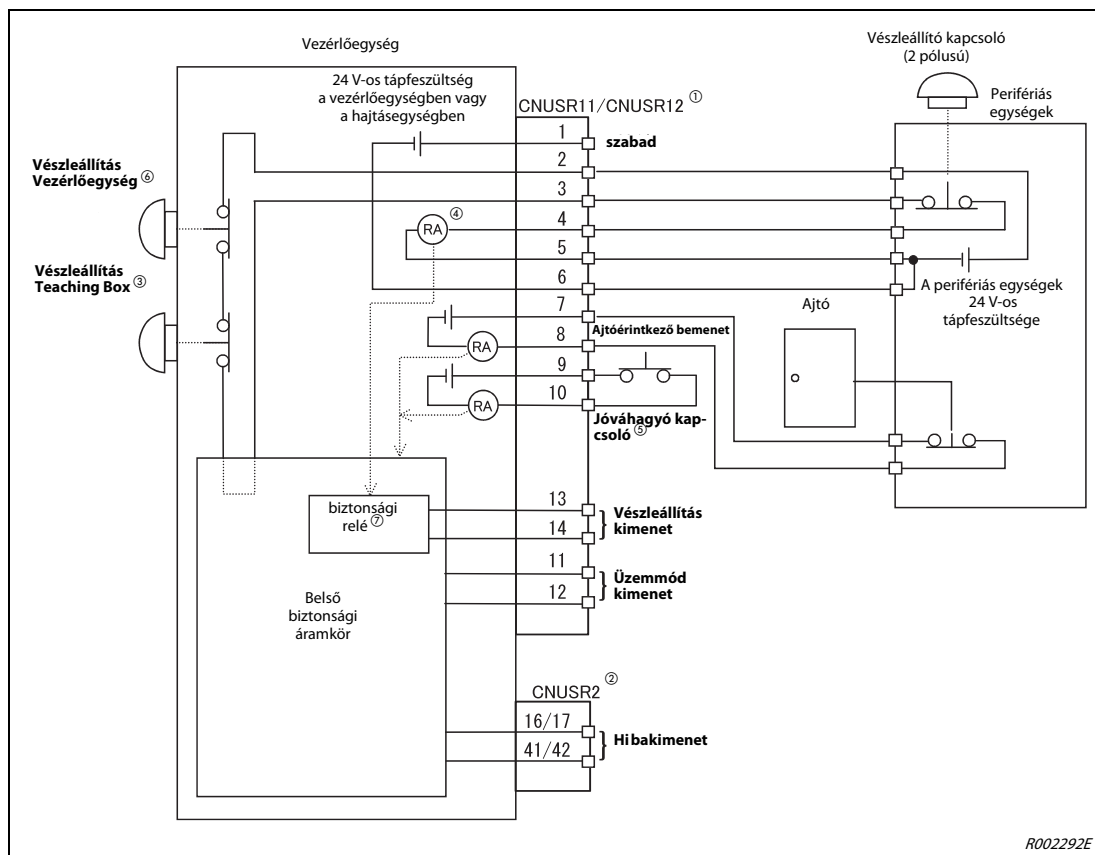 Vezérlőegység
Vészleállító kapcsoló
(2 pólusú)
24 V-os tápfeszültség
a vezérlőegységben vagy
a hajtásegységben
CNUSR11/CNUSR12 ①
Perifériás
egységek
1
szabad
2
Vészleállítás
Vezérlőegység ⑥
3
RA ④
4
5
Vészleállítás
Teaching Box ③
6
A perifériás egységek
24 V-os
tápfeszültsége
Ajtó
7
Ajtóérintkező bemenet
RA
8
9
RA
10
Jóváhagyó kap-
csoló ⑤
biztonsági
relé ⑦
13
14
Vészleállítás
kimenet
11
12
Üzemmód
kimenet
Belső
biztonsági
áramkör
CNUSR2 ②
16/17
41/42
Hibakimenet
R002292E